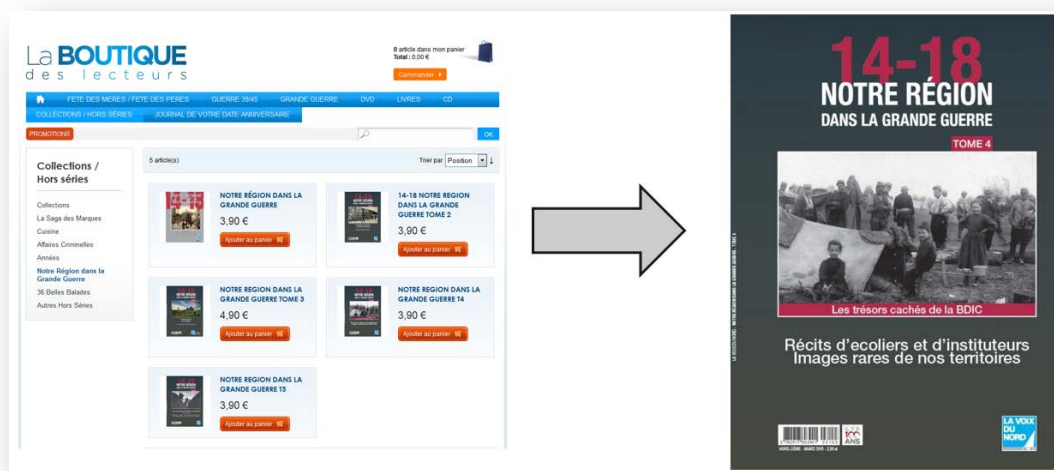 La BOUTIQUE
des lecteurs
0 article dans mon panier
Total : 0,00 €
Commander
FETE DES MERES / FETE DES PERES GUERRE 39/45 GRANDE GUERRE DVD LIVRES CD
COLLECTIONS / HORS SÉRIES JOURNAL DE VOTRE DATE ANNIVERSAIRE
PROMOTIONS
OK
Collections /
Hors séries
Collections
La Saga des Marques
Cuisine
Affaires Criminelles
Années
Notre Région dans la
Grande Guerre
36 Belles Balades
Autres Hors Séries
5 article(s)
Trier par Position
NOTRE RÉGION DANS LA
GRANDE GUERRE
3,90 €
Ajouter au panier
14-18 NOTRE REGION
DANS LA GRANDE
GUERRE TOME 2
3,90 €
Ajouter au panier
NOTRE REGION DANS LA
GRANDE GUERRE TOME 3
4,90 €
Ajouter au panier
NOTRE REGION DANS LA
GRANDE GUERRE T4
3,90 €
Ajouter au panier
NOTRE REGION DANS LA
GRANDE GUERRE T5
3,90 €
Ajouter au panier
14-18
NOTRE RÉGION
DANS LA GRANDE GUERRE
TOME 4
Les trésors cachés de la BDIC
Récits d'ecoliers et d'instituteurs
Images rares de nos territoires
100
ANS
LA VOIX
DU
NORD